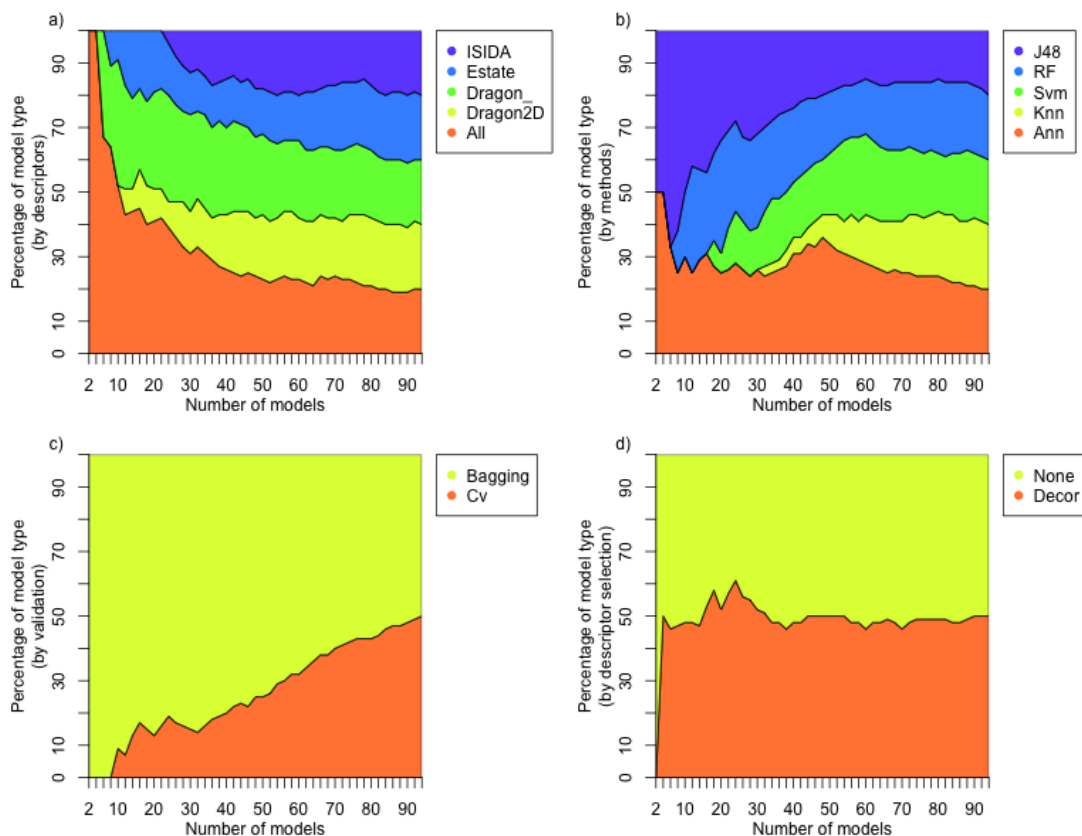 a)
Percentage of model type
(by descriptors)
90
70
50
30
10
0
2 10 20 30 40 50 60 70 80 90
Number of models
ISIDA
Estate
Dragon_
Dragon2D
All
b)
Percentage of model type
(by methods)
90
70
50
30
10
0
2 10 20 30 40 50 60 70 80 90
Number of models
J48
RF
Svm
Knn
Ann
c)
Percentage of model type
(by validation)
90
70
50
30
10
0
2 10 20 30 40 50 60 70 80 90
Number of models
Bagging
Cv
d)
Percentage of model type
(by descriptor selection)
90
70
50
30
10
0
2 10 20 30 40 50 60 70 80 90
Number of models
None
Decor